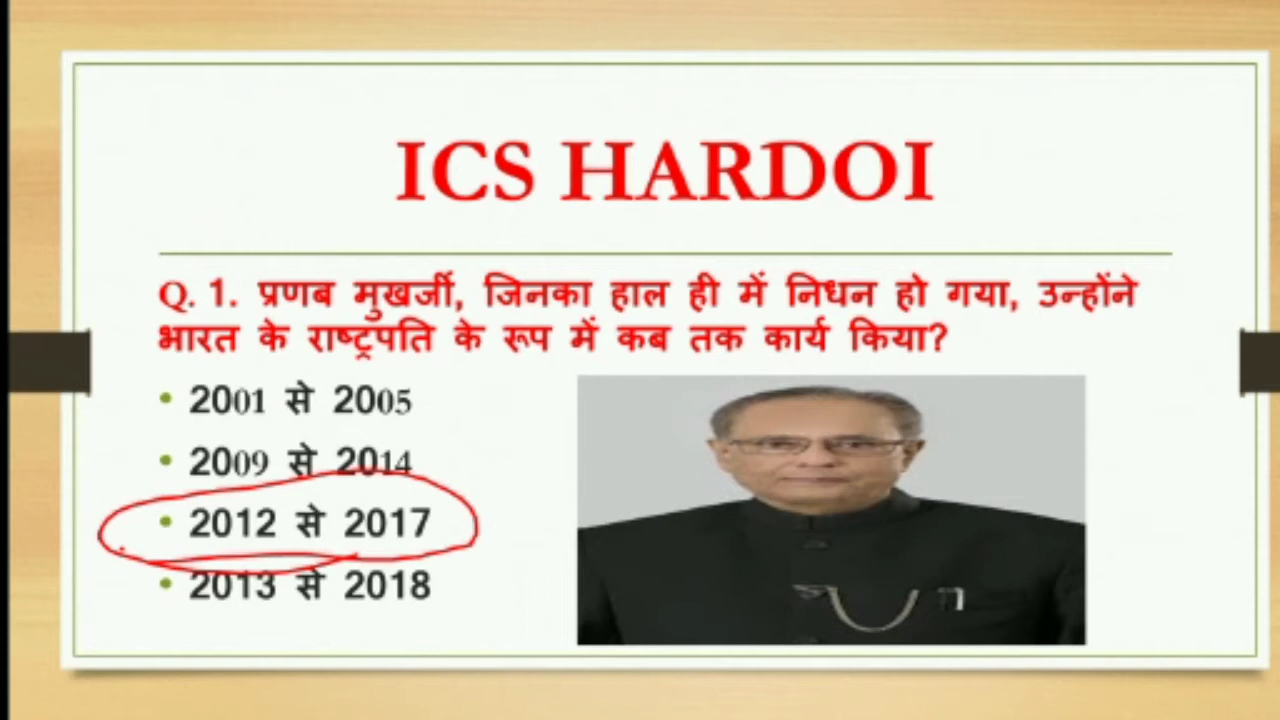 ICS HARDOI
Q. 1. प्रणब मुखर्जी, जिनका हाल ही में निधन हो गया, उन्होंने
भारत के राष्ट्रपति के रूप में कब तक कार्य किया?
• 2001 से 2005
• 2009 से 2014
• 2012 से 2017
• 2013 से 2018